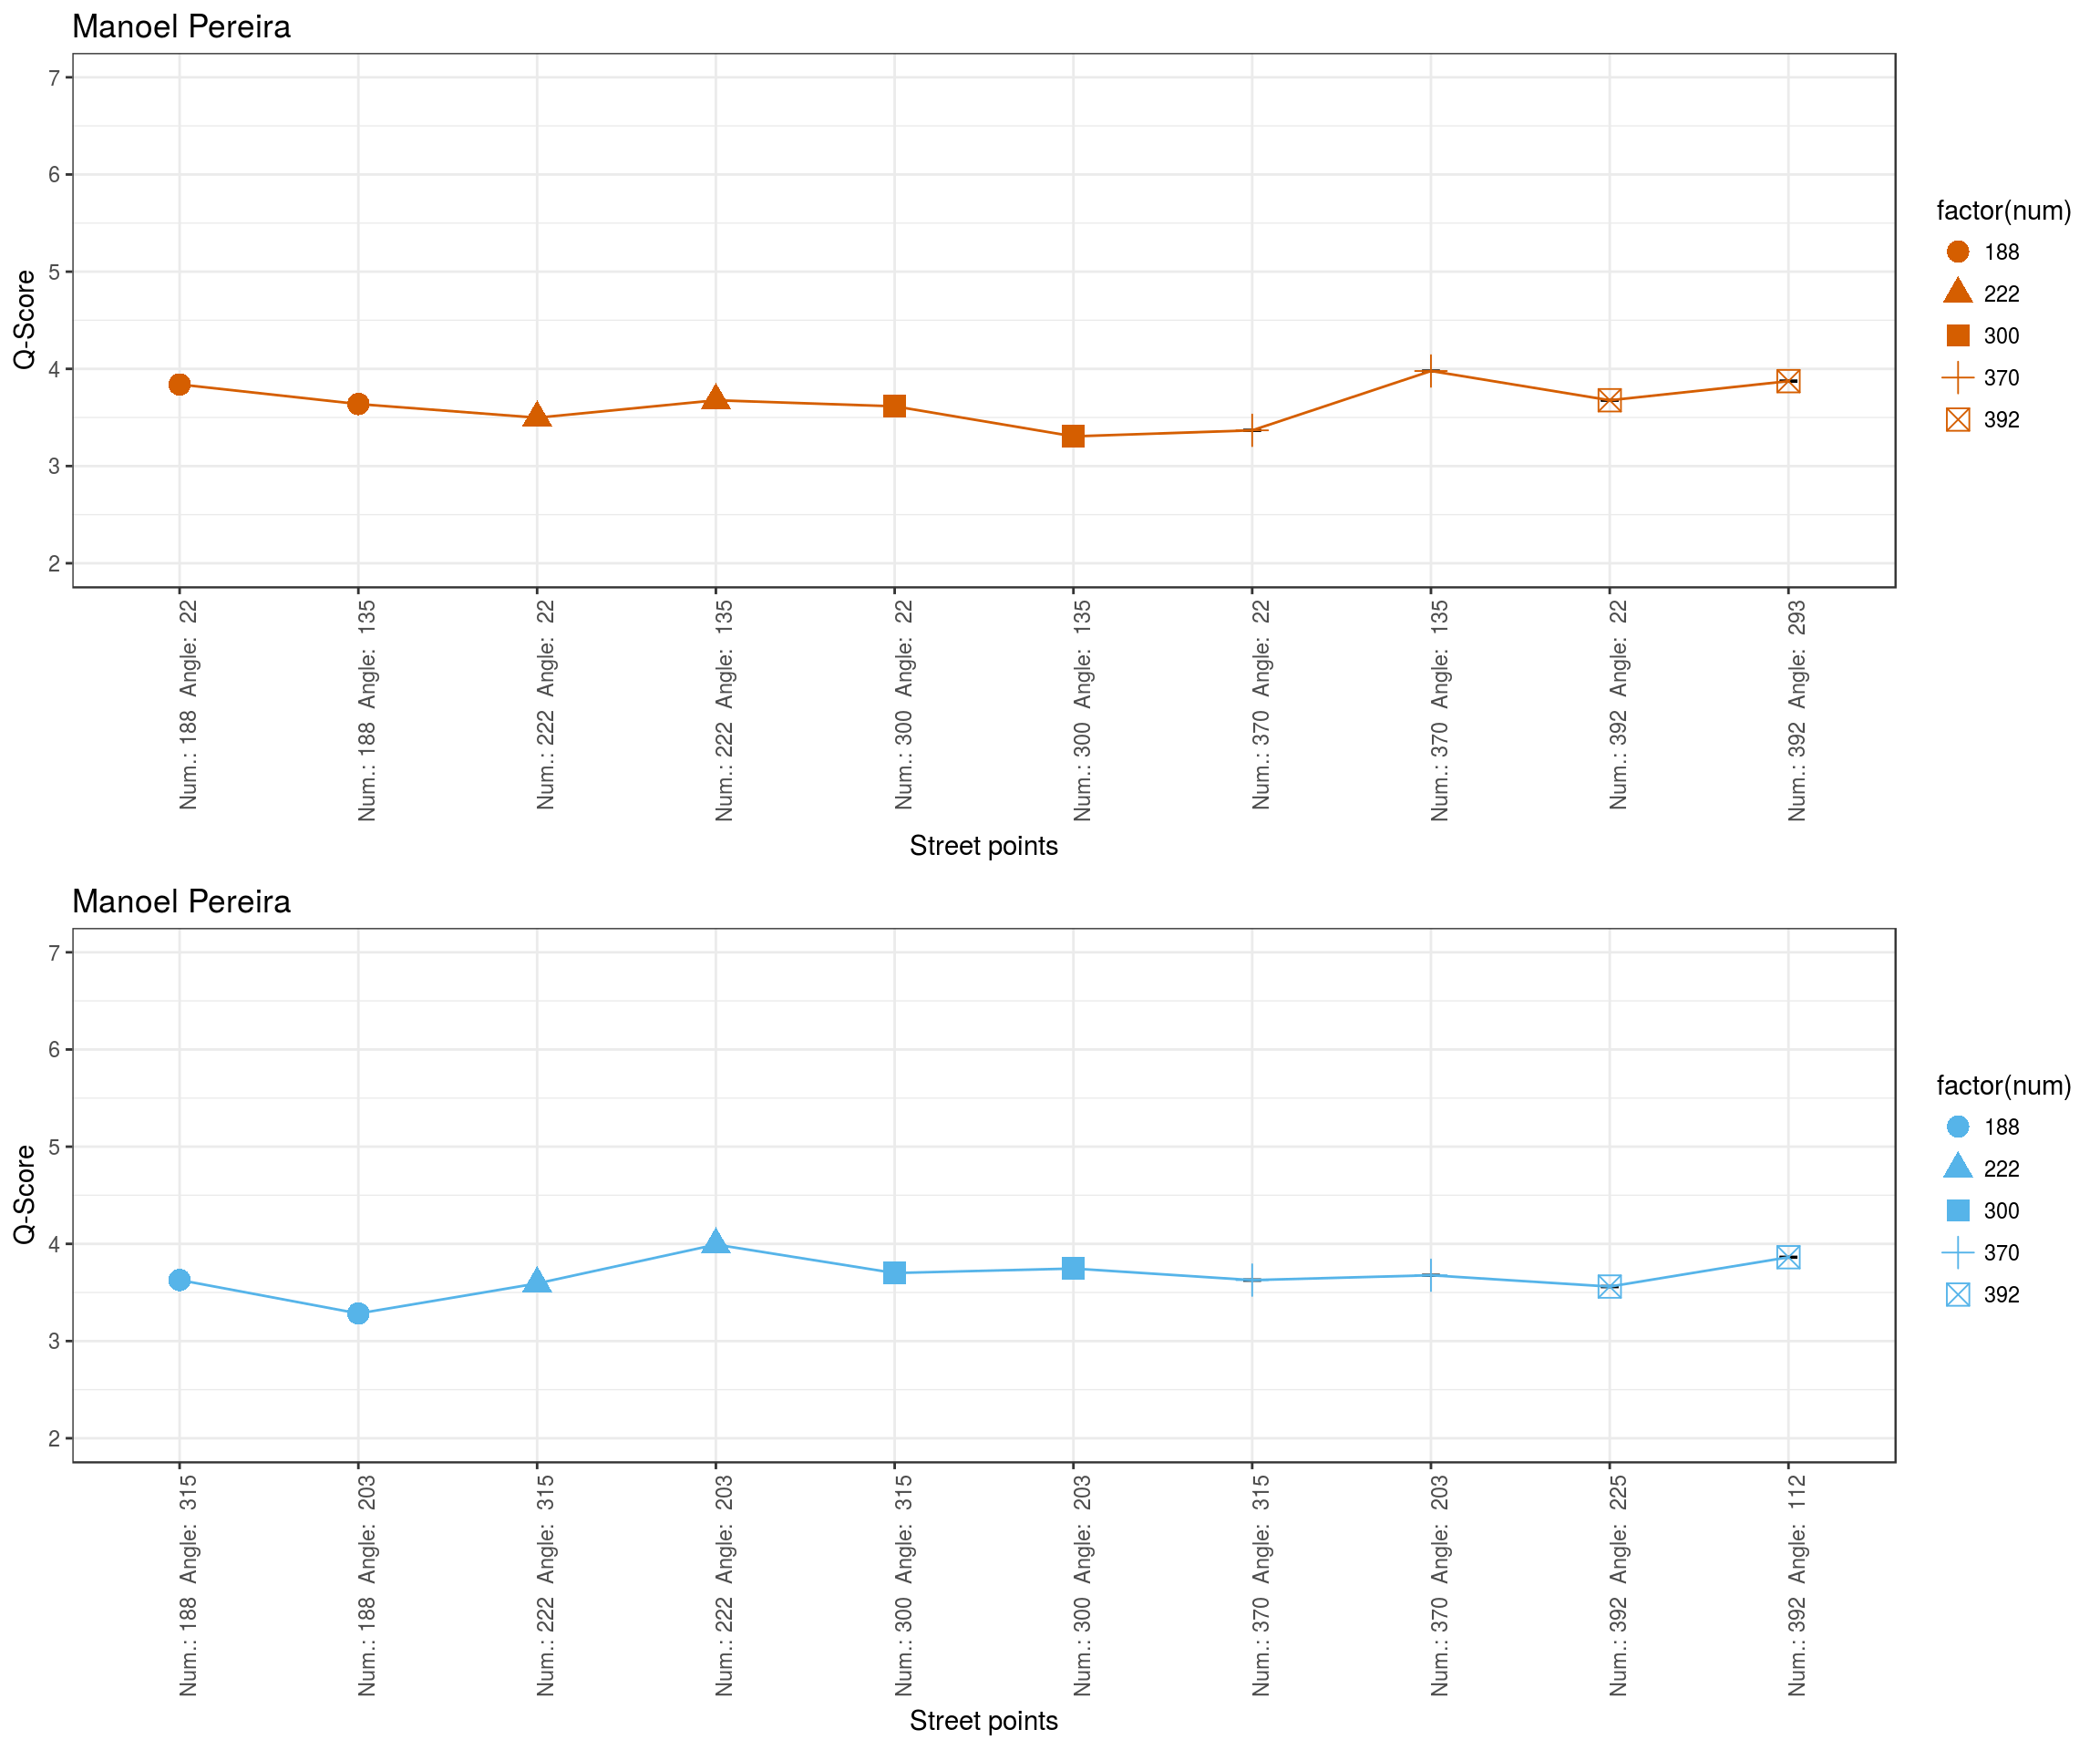 Manoel Pereira
Q-Score
7
6
5
4
3
2
Num.: 188 Angle: 22
Num.: 188 Angle: 135
Num.: 222 Angle: 22
Num.: 222 Angle: 135
Num.: 300 Angle: 22
Num.: 300 Angle: 135
Num.: 370 Angle: 22
Num.: 370 Angle: 135
Num.: 392 Angle: 22
Num.: 392 Angle: 293
Street points
factor(num)
188
222
300
370
392
Manoel Pereira
Q-Score
7
6
5
4
3
2
Num.: 188 Angle: 315
Num.: 188 Angle: 203
Num.: 222 Angle: 315
Num.: 222 Angle: 203
Num.: 300 Angle: 315
Num.: 300 Angle: 203
Num.: 370 Angle: 315
Num.: 370 Angle: 203
Num.: 392 Angle: 225
Num.: 392 Angle: 112
Street points
factor(num)
188
222
300
370
392